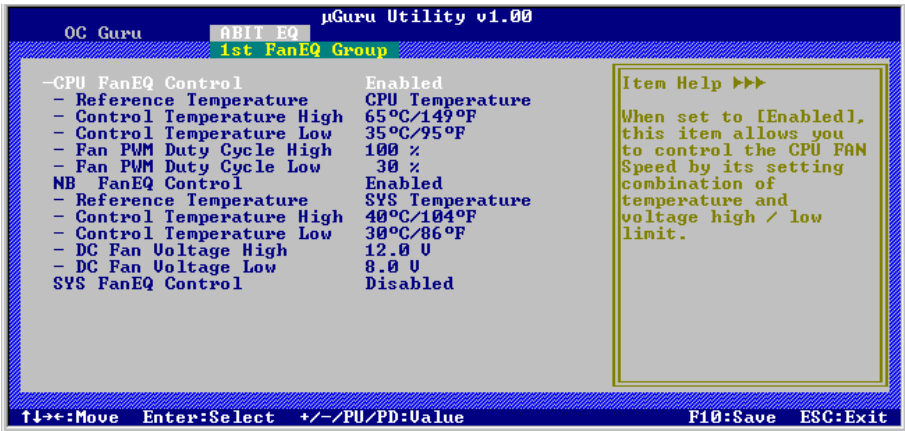 µGuru Utility v1.00
OC Guru ABIT EQ
1st FanEQ Group
–CPU FanEQ Control Enabled
– Reference Temperature CPU Temperature
– Control Temperature High 65ºC/149ºF
– Control Temperature Low 35ºC/95ºF
– Fan PWM Duty Cycle High 100 %
– Fan PWM Duty Cycle Low 30 %
NB FanEQ Control Enabled
– Reference Temperature SYS Temperature
– Control Temperature High 40ºC/104ºF
– Control Temperature Low 30ºC/86ºF
– DC Fan Voltage High 12.0 V
– DC Fan Voltage Low 8.0 V
SYS FanEQ Control Disabled
Item Help ►►►
When set to [Enabled],
this item allows you
to control the CPU FAN
Speed by its setting
combination of
temperature and
voltage high / low
limit.
↑↓→←:Move Enter:Select +/-/PU/PD:Value F10:Save ESC:Exit